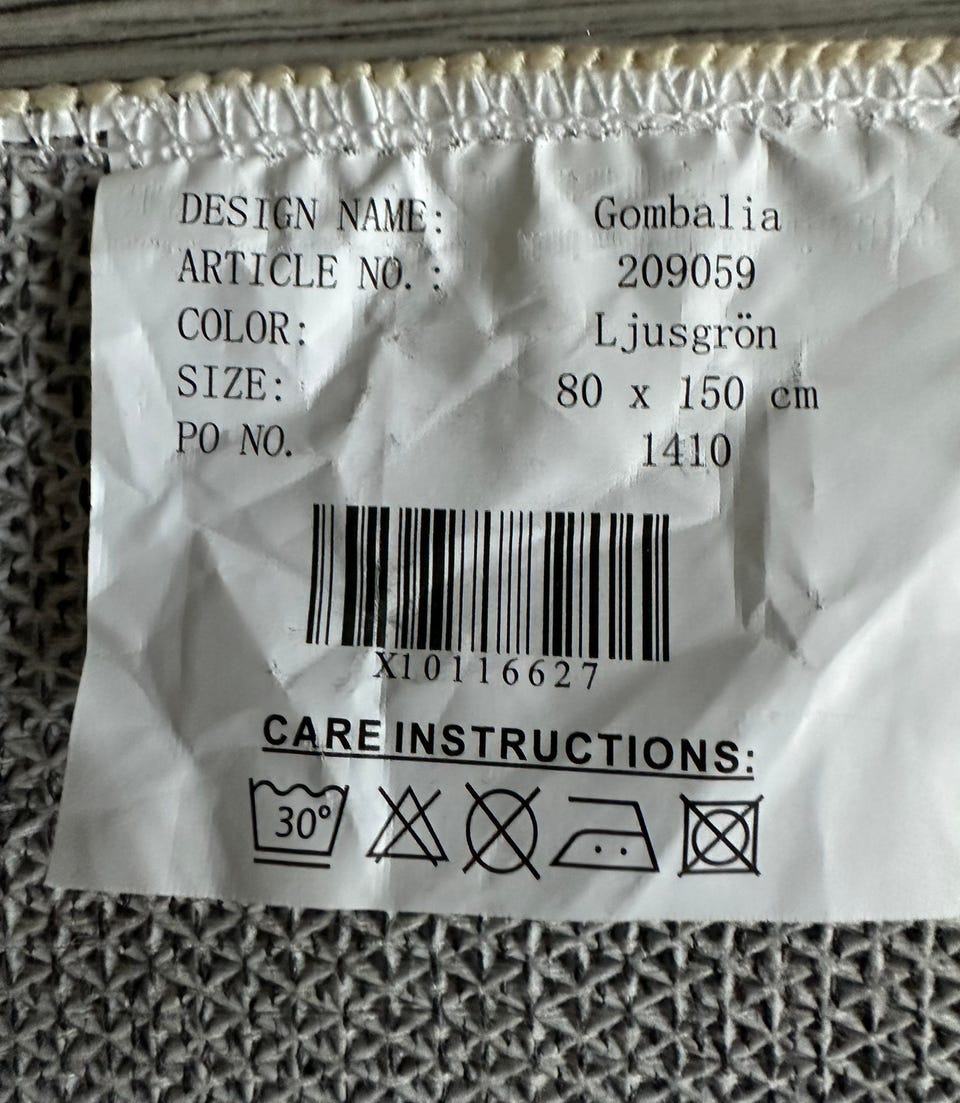 DESIGN NAME: Gombalia
ARTICLE NO.: 209059
COLOR: Ljusgrön
SIZE: 80 x 150 cm
PO NO. 1410
X10116627
CARE INSTRUCTIONS:
30°